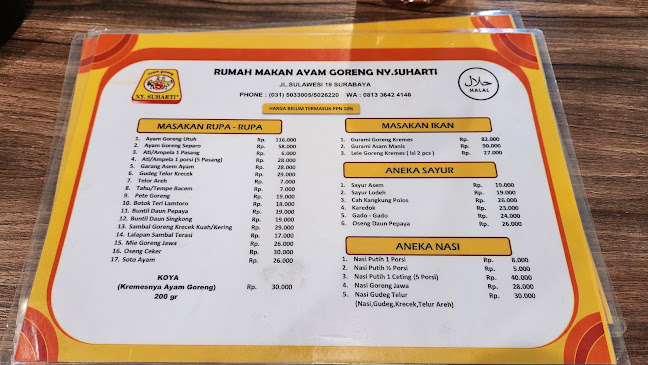 RUMAH MAKAN AYAM GORENG NY.SUHARTI
JL.SULAWESI 19 SURABAYA
PHONE : (031) 5033005/5026220 WA : 0813 3642 4148
NY. SUHARTI
حلال
HALAL
HARGA BELUM TERMASUK PPN 10%
MASAKAN RUPA - RUPA
1. Ayam Goreng Utuh Rp. 116.000
2. Ayam Goreng Separo Rp. 58.000
3. Ati/Ampela 1 Pasang Rp. 6.000
4. Ati/Ampela 1 porsi (5 Pasang) Rp. 28.000
5. Garang Asem Ayam Rp. 28.000
6. Gudeg Telur Krecek Rp. 29.000
7. Telor Areh Rp. 7.000
8. Tahu/Tempe Bacem Rp. 7.000
9. Pete Goreng Rp. 19.000
10. Botok Teri Lamtoro Rp. 18.000
11. Buntil Daun Pepaya Rp. 19.000
12. Buntil Daun Singkong Rp. 19.000
13. Sambal Goreng Krecek Kuah/Kering Rp. 29.000
14. Lalapan Sambal Terasi Rp. 17.000
15. Mie Goreng Jawa Rp. 26.000
16. Oseng Ceker Rp. 30.000
17. Soto Ayam Rp. 26.000
KOYA
(Kremesnya Ayam Goreng) Rp. 30.000
200 gr
MASAKAN IKAN
1. Gurami Goreng Kremes Rp. 82.000
2. Gurami Asam Manis Rp. 90.000
3. Lele Goreng Kremes ( Isi 2 pcs ) Rp. 27.000
ANEKA SAYUR
1. Sayur Asem Rp. 19.000
2. Sayur Lodeh Rp. 19.000
3. Cah Kangkung Polos Rp. 26.000
4. Karedok Rp. 23.000
5. Gado - Gado Rp. 24.000
6. Oseng Daun Pepaya Rp. 26.000
ANEKA NASI
1. Nasi Putih 1 Porsi Rp. 8.000
2. Nasi Putih ½ Porsi Rp. 5.000
3. Nasi Putih 1 Ceting (5 Porsi) Rp. 40.000
4. Nasi Goreng Jawa Rp. 28.000
5. Nasi Gudeg Telur Rp. 30.000
(Nasi,Gudeg,Krecek,Telur Areh)